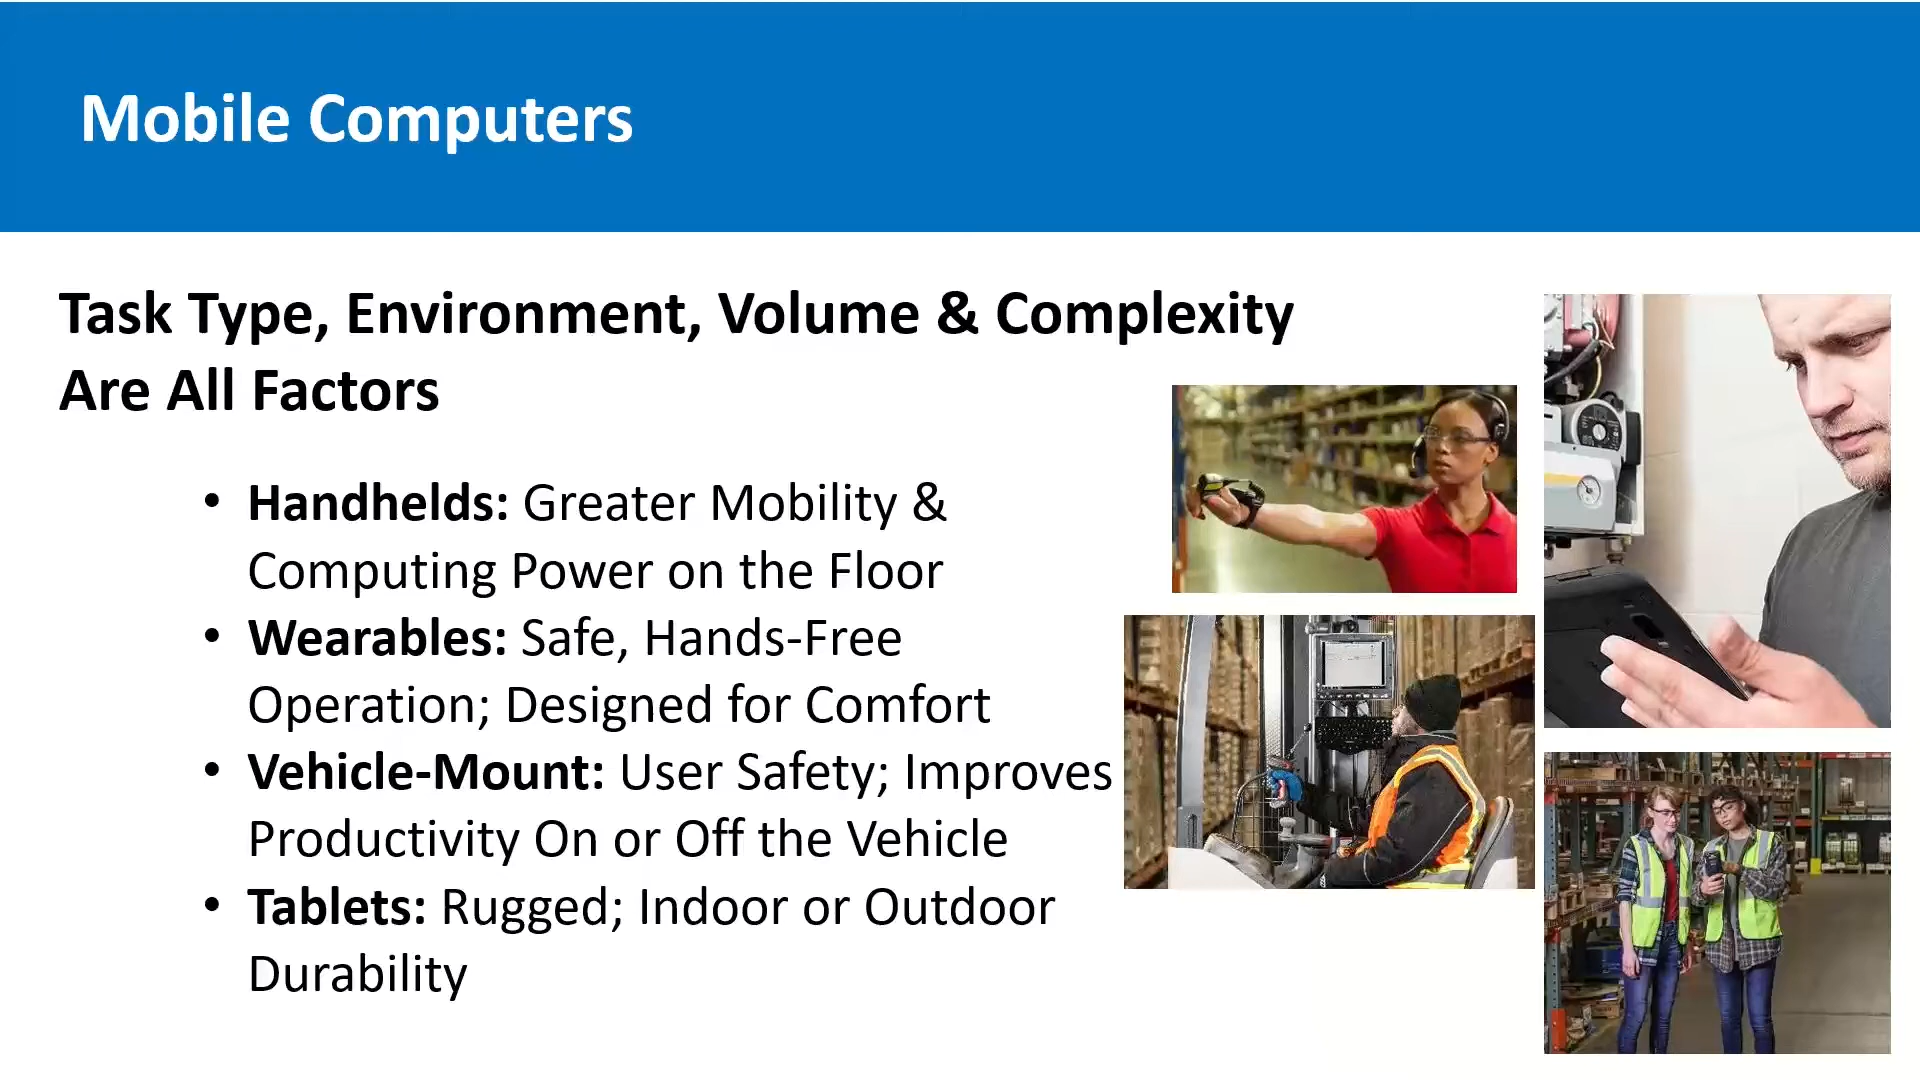 Mobile Computers
Task Type, Environment, Volume & Complexity
Are All Factors
• Handhelds: Greater Mobility &
Computing Power on the Floor
• Wearables: Safe, Hands-Free
Operation; Designed for Comfort
• Vehicle-Mount: User Safety; Improves
Productivity On or Off the Vehicle
• Tablets: Rugged; Indoor or Outdoor
Durability